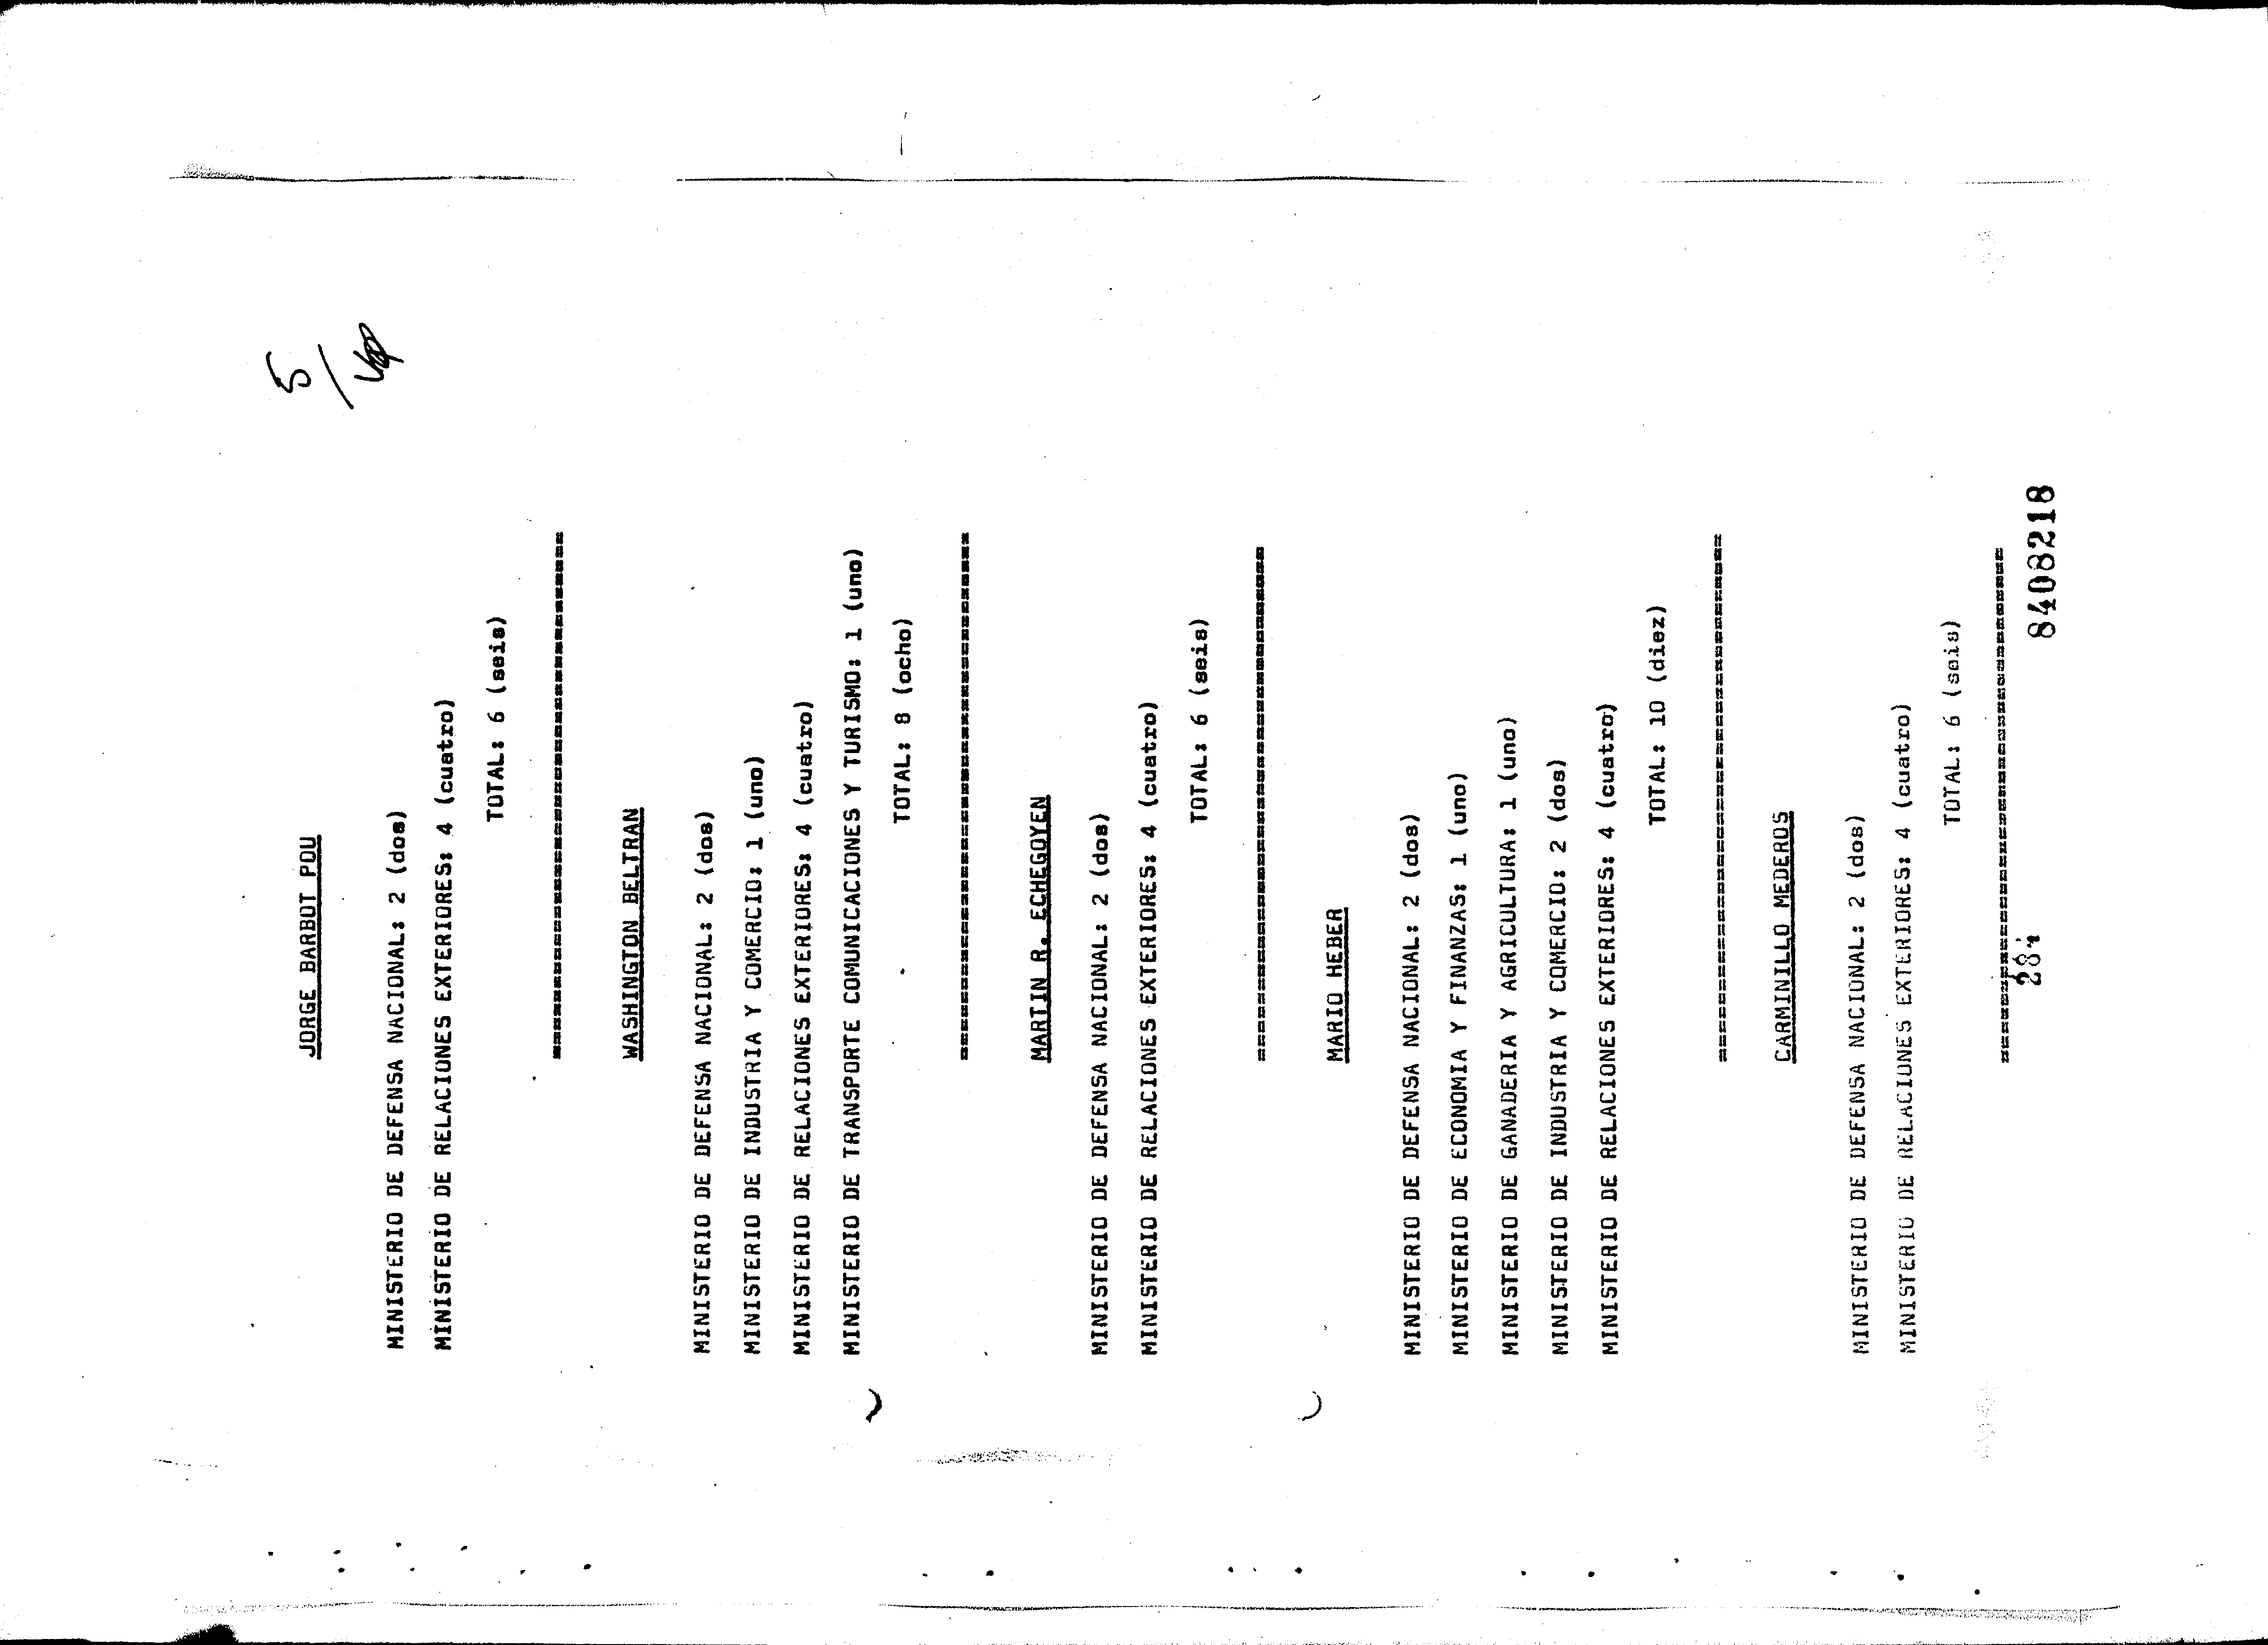 5
JORGE BARBOT POU
MINISTERIO DE DEFENSA NACIONAL: 2 (dos)
MINISTERIO DE RELACIONES EXTERIORES: 4 (cuatro)
TOTAL: 6 (seis)
WASHINGTON BELTRAN
MINISTERIO DE DEFENSA NACIONAL: 2 (dos)
MINISTERIO DE INDUSTRIA Y COMERCIO: 1 (uno)
MINISTERIO DE RELACIONES EXTERIORES: 4 (cuatro)
MINISTERIO DE TRANSPORTE COMUNICACIONES Y TURISMO: 1 (uno)
TOTAL: 8 (ocho)
MARTIN R. ECHEGOYEN
MINISTERIO DE DEFENSA NACIONAL: 2 (dos)
MINISTERIO DE RELACIONES EXTERIORES: 4 (cuatro)
TOTAL: 6 (seis)
MARIO HEBER
MINISTERIO DE DEFENSA NACIONAL: 2 (dos)
MINISTERIO DE ECONOMIA Y FINANZAS: 1 (uno)
MINISTERIO DE GANADERIA Y AGRICULTURA: 1 (uno)
MINISTERIO DE INDUSTRIA Y COMERCIO: 2 (dos)
MINISTERIO DE RELACIONES EXTERIORES: 4 (cuatro)
TOTAL: 10 (diez)
CARMINILLO MEDEROS
MINISTERIO DE DEFENSA NACIONAL: 2 (dos)
MINISTERIO DE RELACIONES EXTERIORES: 4 (cuatro)
TOTAL: 6 (seis)
8408218